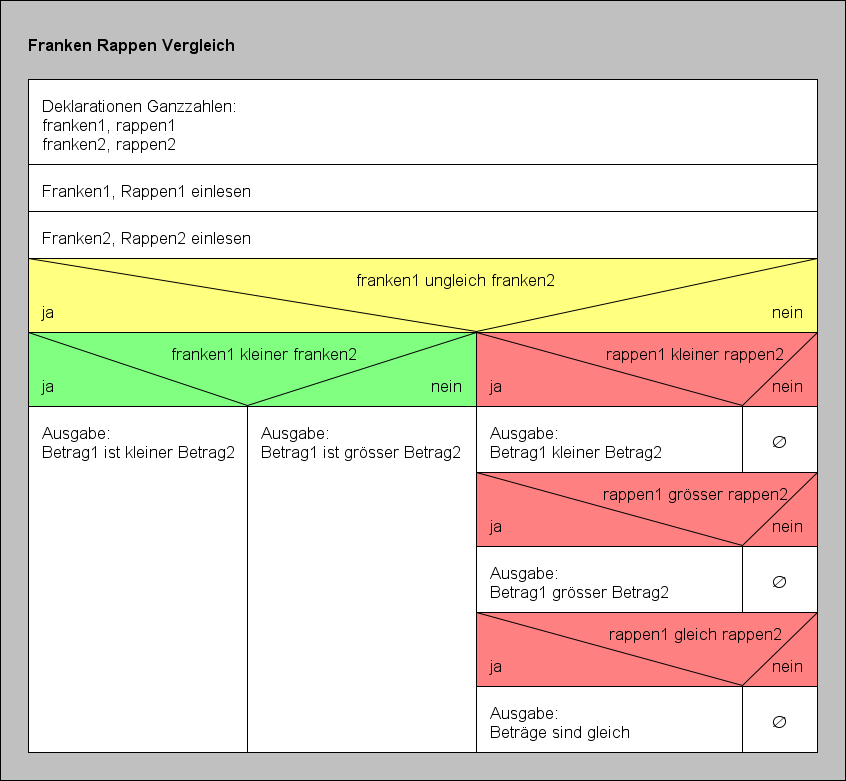 Franken Rappen Vergleich
Deklarationen Ganzzahlen:
franken1, rappen1
franken2, rappen2
Franken1, Rappen1 einlesen
Franken2, Rappen2 einlesen
franken1 ungleich franken2
ja
nein
franken1 kleiner franken2
ja
nein
Ausgabe:
Betrag1 ist kleiner Betrag2
Ausgabe:
Betrag1 ist grösser Betrag2
rappen1 kleiner rappen2
ja
nein
Ausgabe:
Betrag1 kleiner Betrag2
∅
rappen1 grösser rappen2
ja
nein
Ausgabe:
Betrag1 grösser Betrag2
∅
rappen1 gleich rappen2
ja
nein
Ausgabe:
Beträge sind gleich
∅